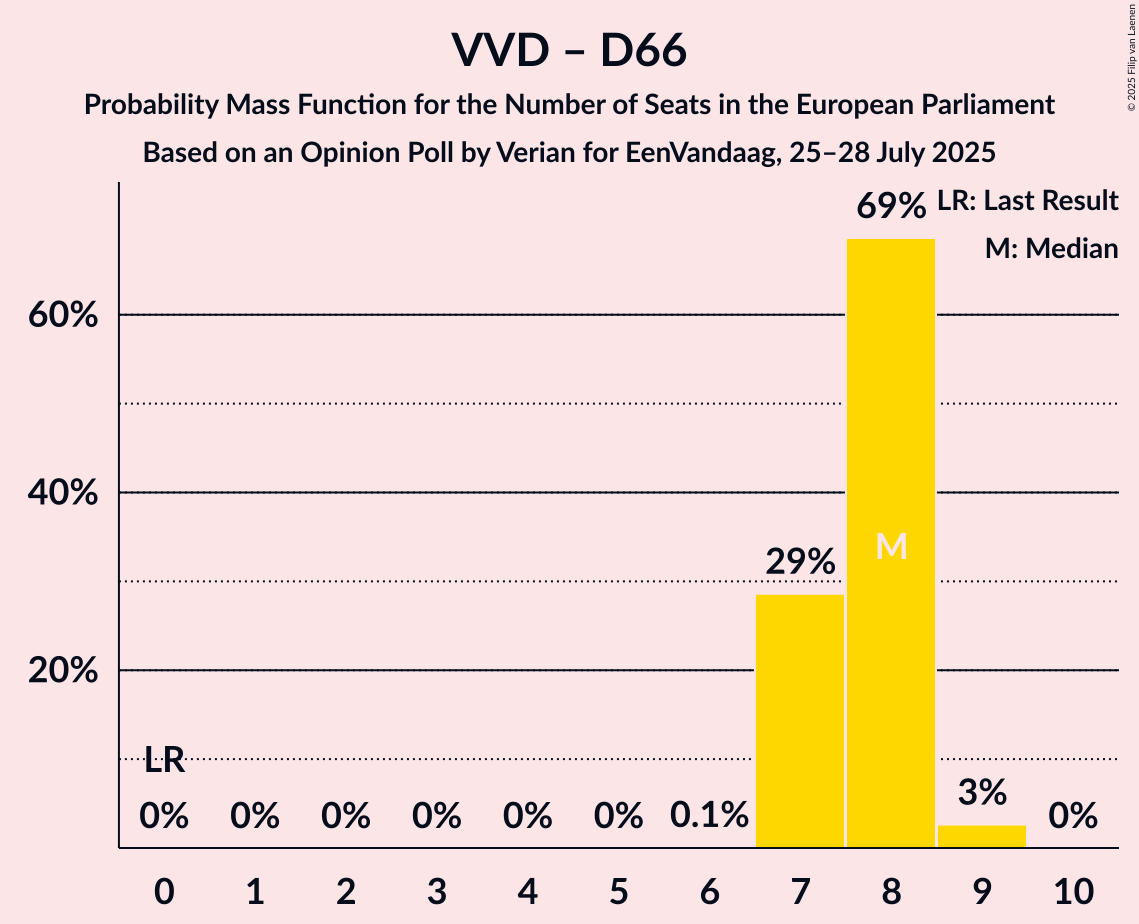 VVD – D66
Probability Mass Function for the Number of Seats in the European Parliament
Based on an Opinion Poll by Verian for EenVandaag, 25–28 July 2025
© 2025 Filip van Laenen
LR: Last Result
M: Median
60%
40%
20%
LR
0% 0% 0% 0% 0% 0% 0.1% 29% 69% 3% 0%
M
0 1 2 3 4 5 6 7 8 9 10